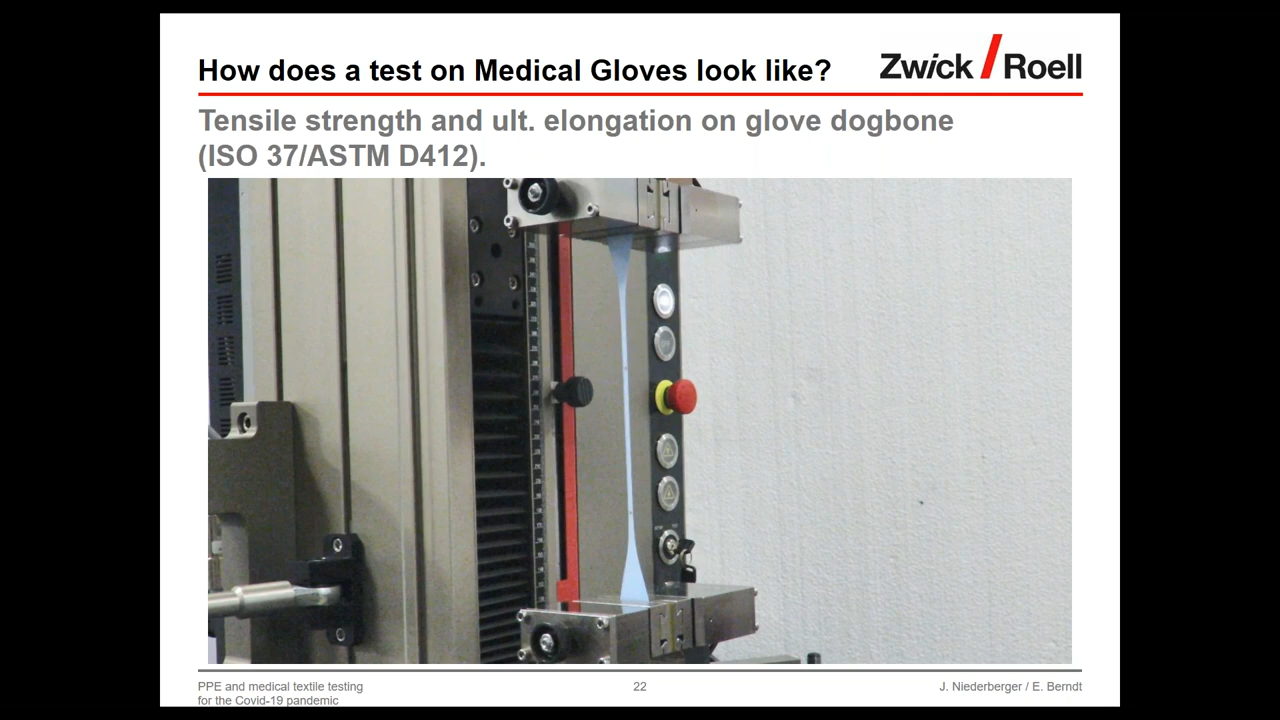 How does a test on Medical Gloves look like?
Zwick / Roell
Tensile strength and ult. elongation on glove dogbone
(ISO 37/ASTM D412).
PPE and medical textile testing
for the Covid-19 pandemic
22
J. Niederberger / E. Berndt